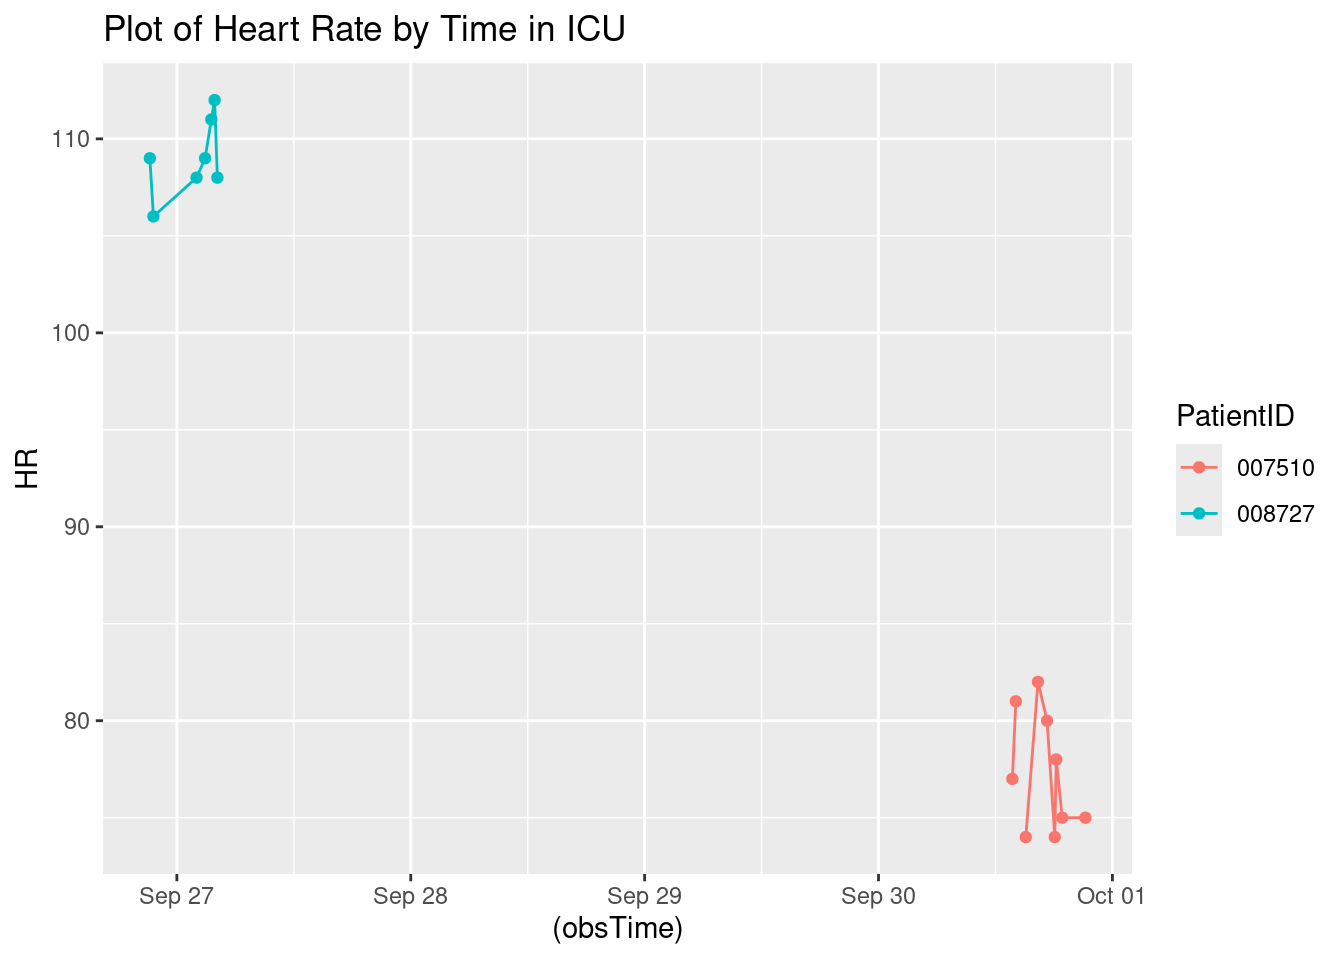 Plot of Heart Rate by Time in ICU
110
100
90
80
HR
Sep 27
Sep 28
Sep 29
Sep 30
Oct 01
(obsTime)
PatientID
007510
008727